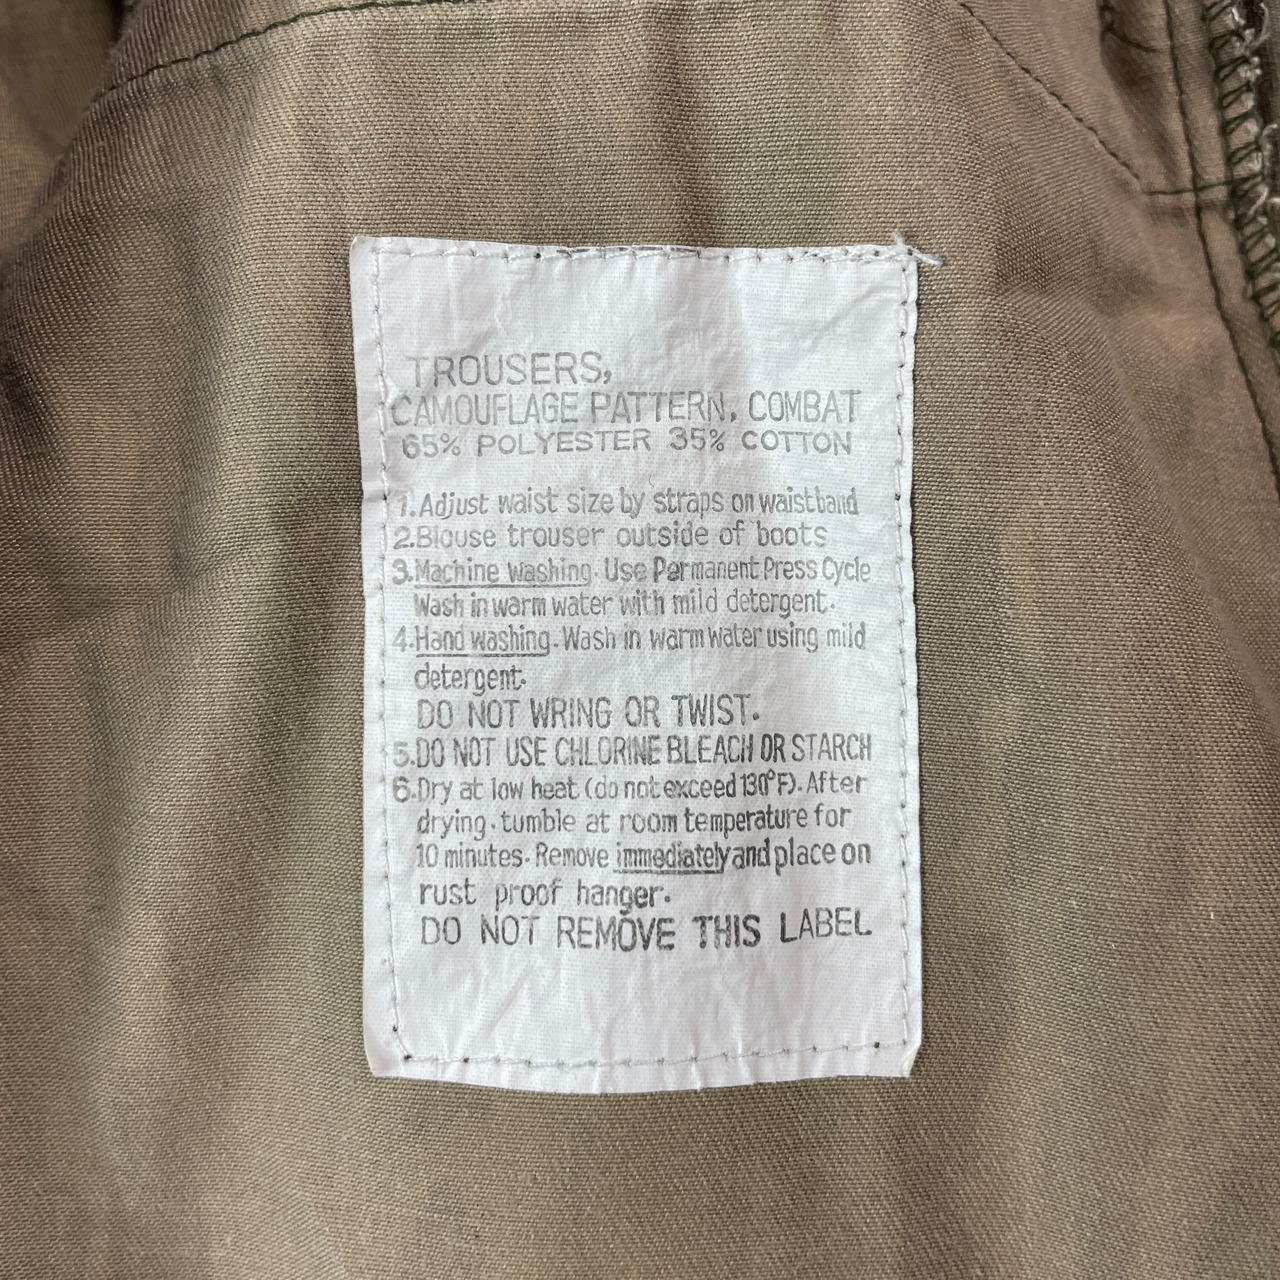 TROUSERS,
CAMOUFLAGE PATTERN, COMBAT
65% POLYESTER 35% COTTON
1.Adjust waist size by straps on waistband
2.Blouse trouser outside of boots
3.Machine washing. Use Permanent Press Cycle
Wash in warm water with mild detergent.
4.Hand washing. Wash in warm water using mild
detergent.
DO NOT WRING OR TWIST.
5.DO NOT USE CHLORINE BLEACH OR STARCH
6.Dry at low heat (do not exceed 130°F). After
drying.tumble at room temperature for
10 minutes. Remove immediately and place on
rust proof hanger.
DO NOT REMOVE THIS LABEL